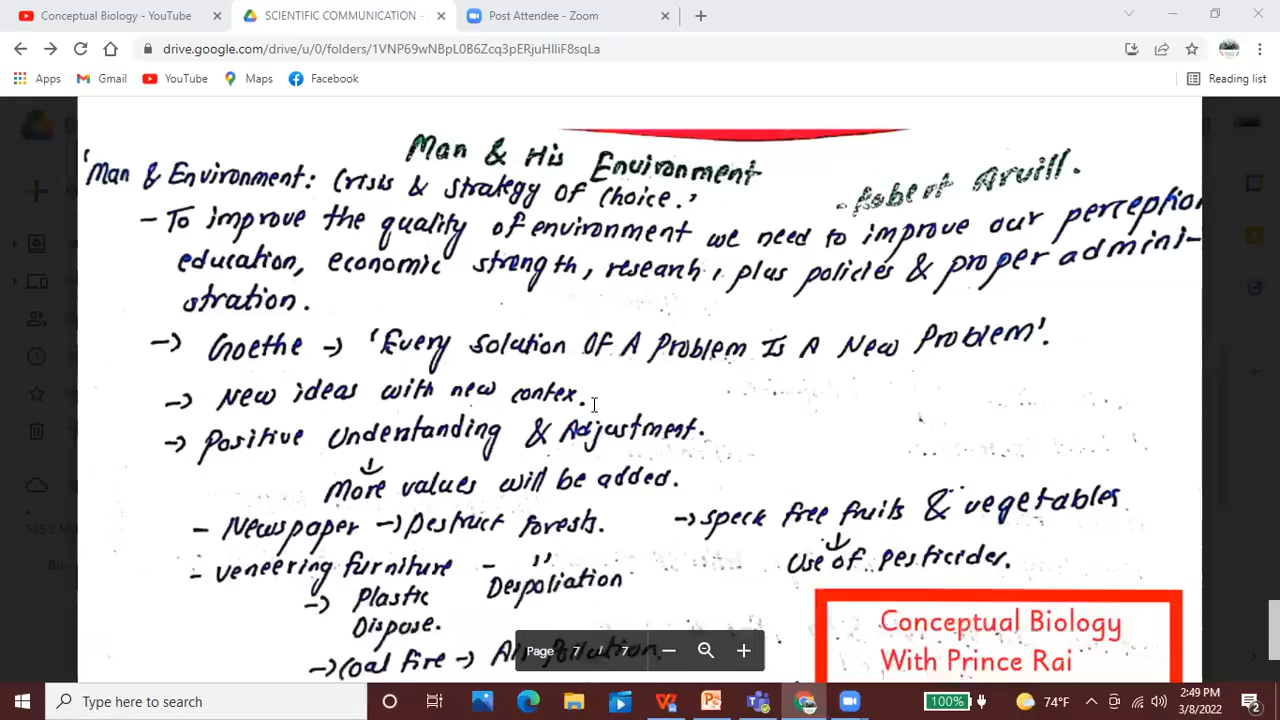 Conceptual Biology - YouTube
SCIENTIFIC COMMUNICATION -
Post Attendee - Zoom
drive.google.com/drive/u/0/folders/1VNP69wNBpL0B6Zcq3pERjuHIliF8sqLa
Apps Gmail YouTube Maps Facebook Reading list
Man & His Environment
'Man & Environment: Crisis & strategy of Choice.'
- Robert Arvill.
- To improve the quality of environment we need to improve our perception
education, economic strength, research, plus policies & proper admini-
stration.
→ Goethe → 'Every solution Of A Problem Is A New Problem'.
→ New ideas with new contex.
→ Positive Understanding & Adjustment.
More values will be added.
- Newspaper → Destruct forests.
→ speck free fruits & vegetables
Use of pesticides.
- veneering furniture - "
Despoliation
→ Plastic
Dispose.
→ Coal fire →
Page 7 / 7
Conceptual Biology
With Prince Rai
Type here to search
100%
74°F
2:49 PM
3/8/2022
2